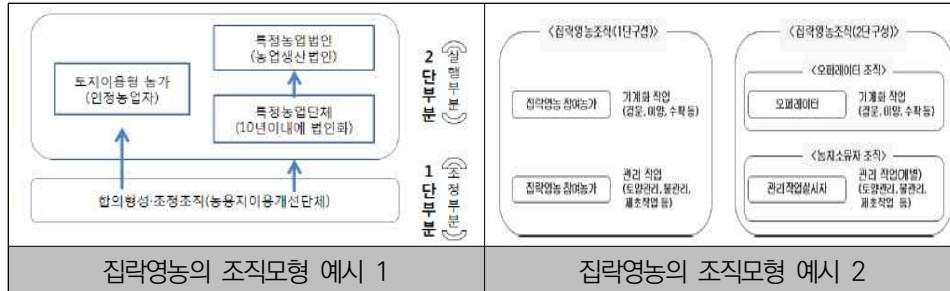 특정농업법인
(농업생산법인)
토지이용형 농가
(인정농업자)
특정농업단체
(10년이내에 법인화)
합의형성·조정조직(농용지이용개선단체)
2단부분
(실행부분)
1단부분
(조정부분)
집락영농의 조직모형 예시 1
<집락영농조직(1단구성)>
집락영농 참여농가
기계화 작업
(경운, 이앙, 수확등)
집락영농 참여농가
관리 작업
(토양관리, 물관리,
제초작업 등)
<집락영농조직(2단구성)>
<오퍼레이터 조직>
오퍼레이터
기계화 작업
(경운, 이앙, 수확등)
<농지소유자 조직>
관리작업실시자
관리 작업(개별)
(토양관리, 물관리,
제초작업 등)
집락영농의 조직모형 예시 2